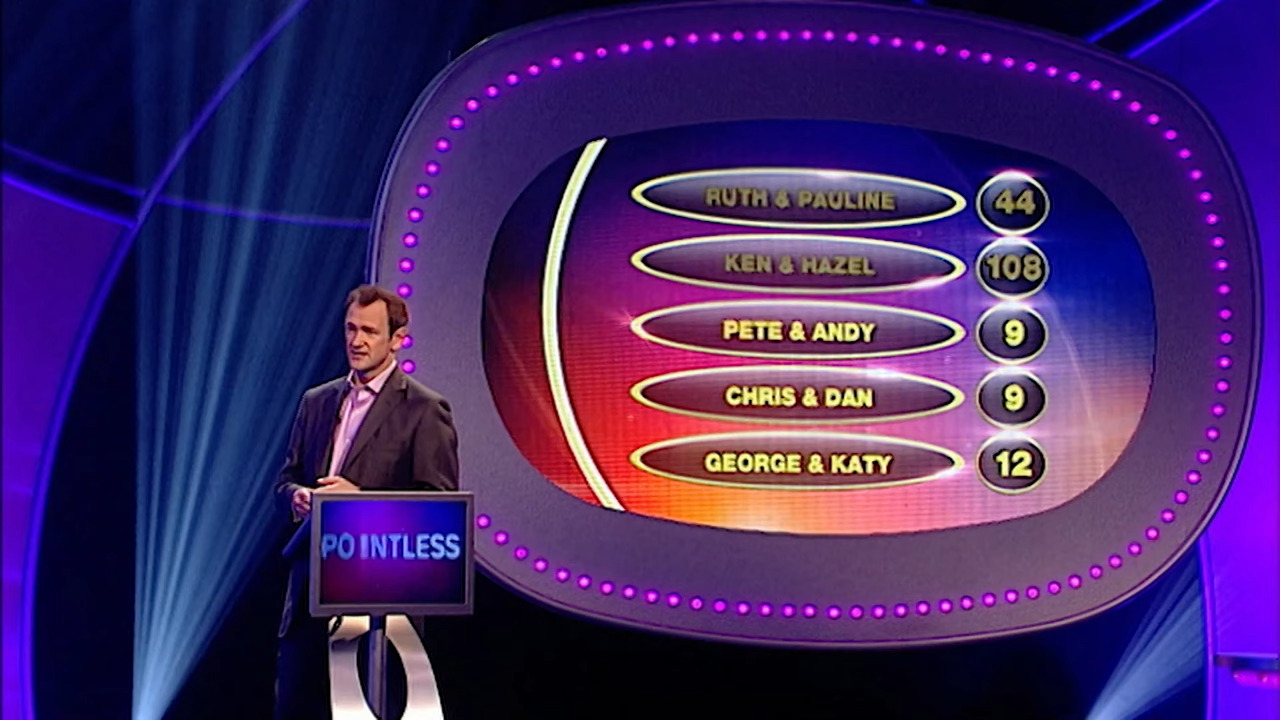 RUTH & PAULINE 44
KEN & HAZEL 108
PETE & ANDY 9
CHRIS & DAN 9
GEORGE & KATY 12
POINTLESS